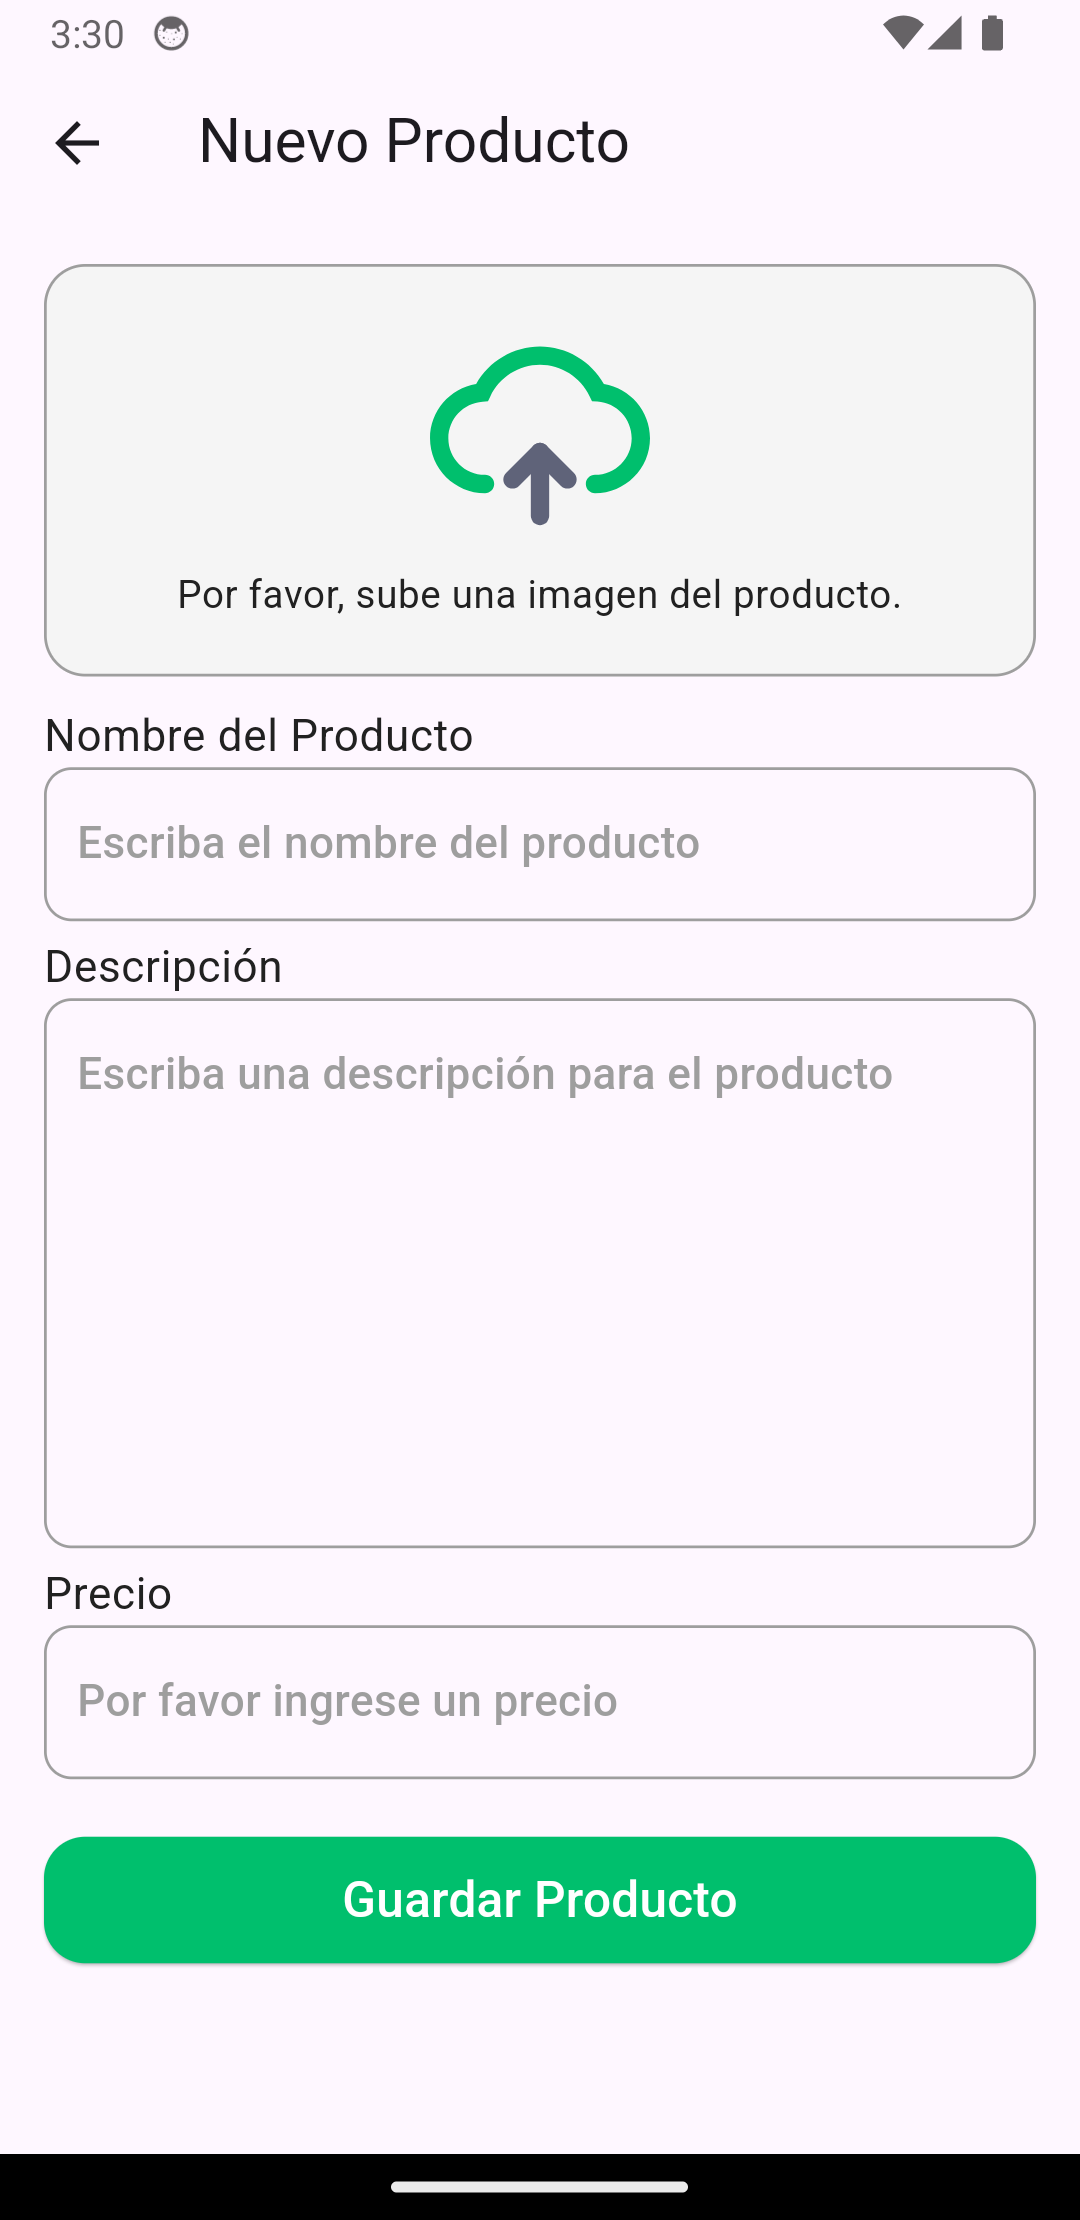 3:30
Nuevo Producto
Por favor, sube una imagen del producto.
Nombre del Producto
Escriba el nombre del producto
Descripción
Escriba una descripción para el producto
Precio
Por favor ingrese un precio
Guardar Producto